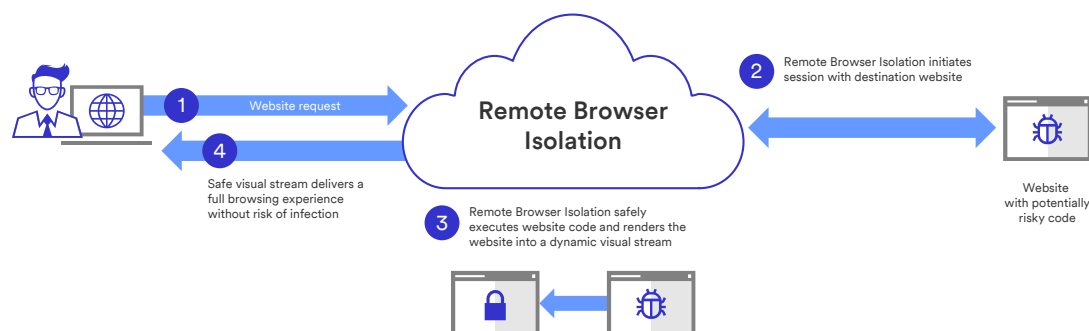 1
Website request
Remote Browser
Isolation
2
Remote Browser Isolation initiates
session with destination website
4
Safe visual stream delivers a
full browsing experience
without risk of infection
3
Remote Browser Isolation safely
executes website code and renders the
website into a dynamic visual stream
Website
with potentially
risky code